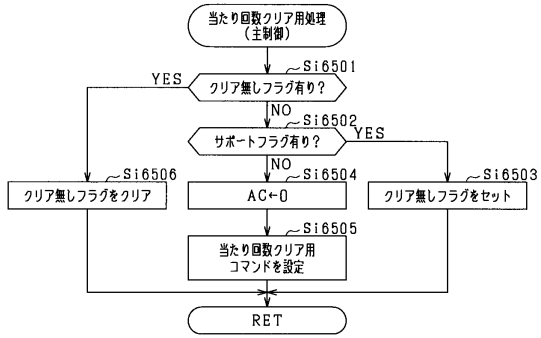 当たり回数クリア用処理
(主制御)
Si6501
クリア無しフラグ有り?
YES
NO
Si6502
サポートフラグ有り?
YES
NO
Si6506
クリア無しフラグをクリア
Si6504
AC←0
Si6503
クリア無しフラグをセット
Si6505
当たり回数クリア用
コマンドを設定
RET